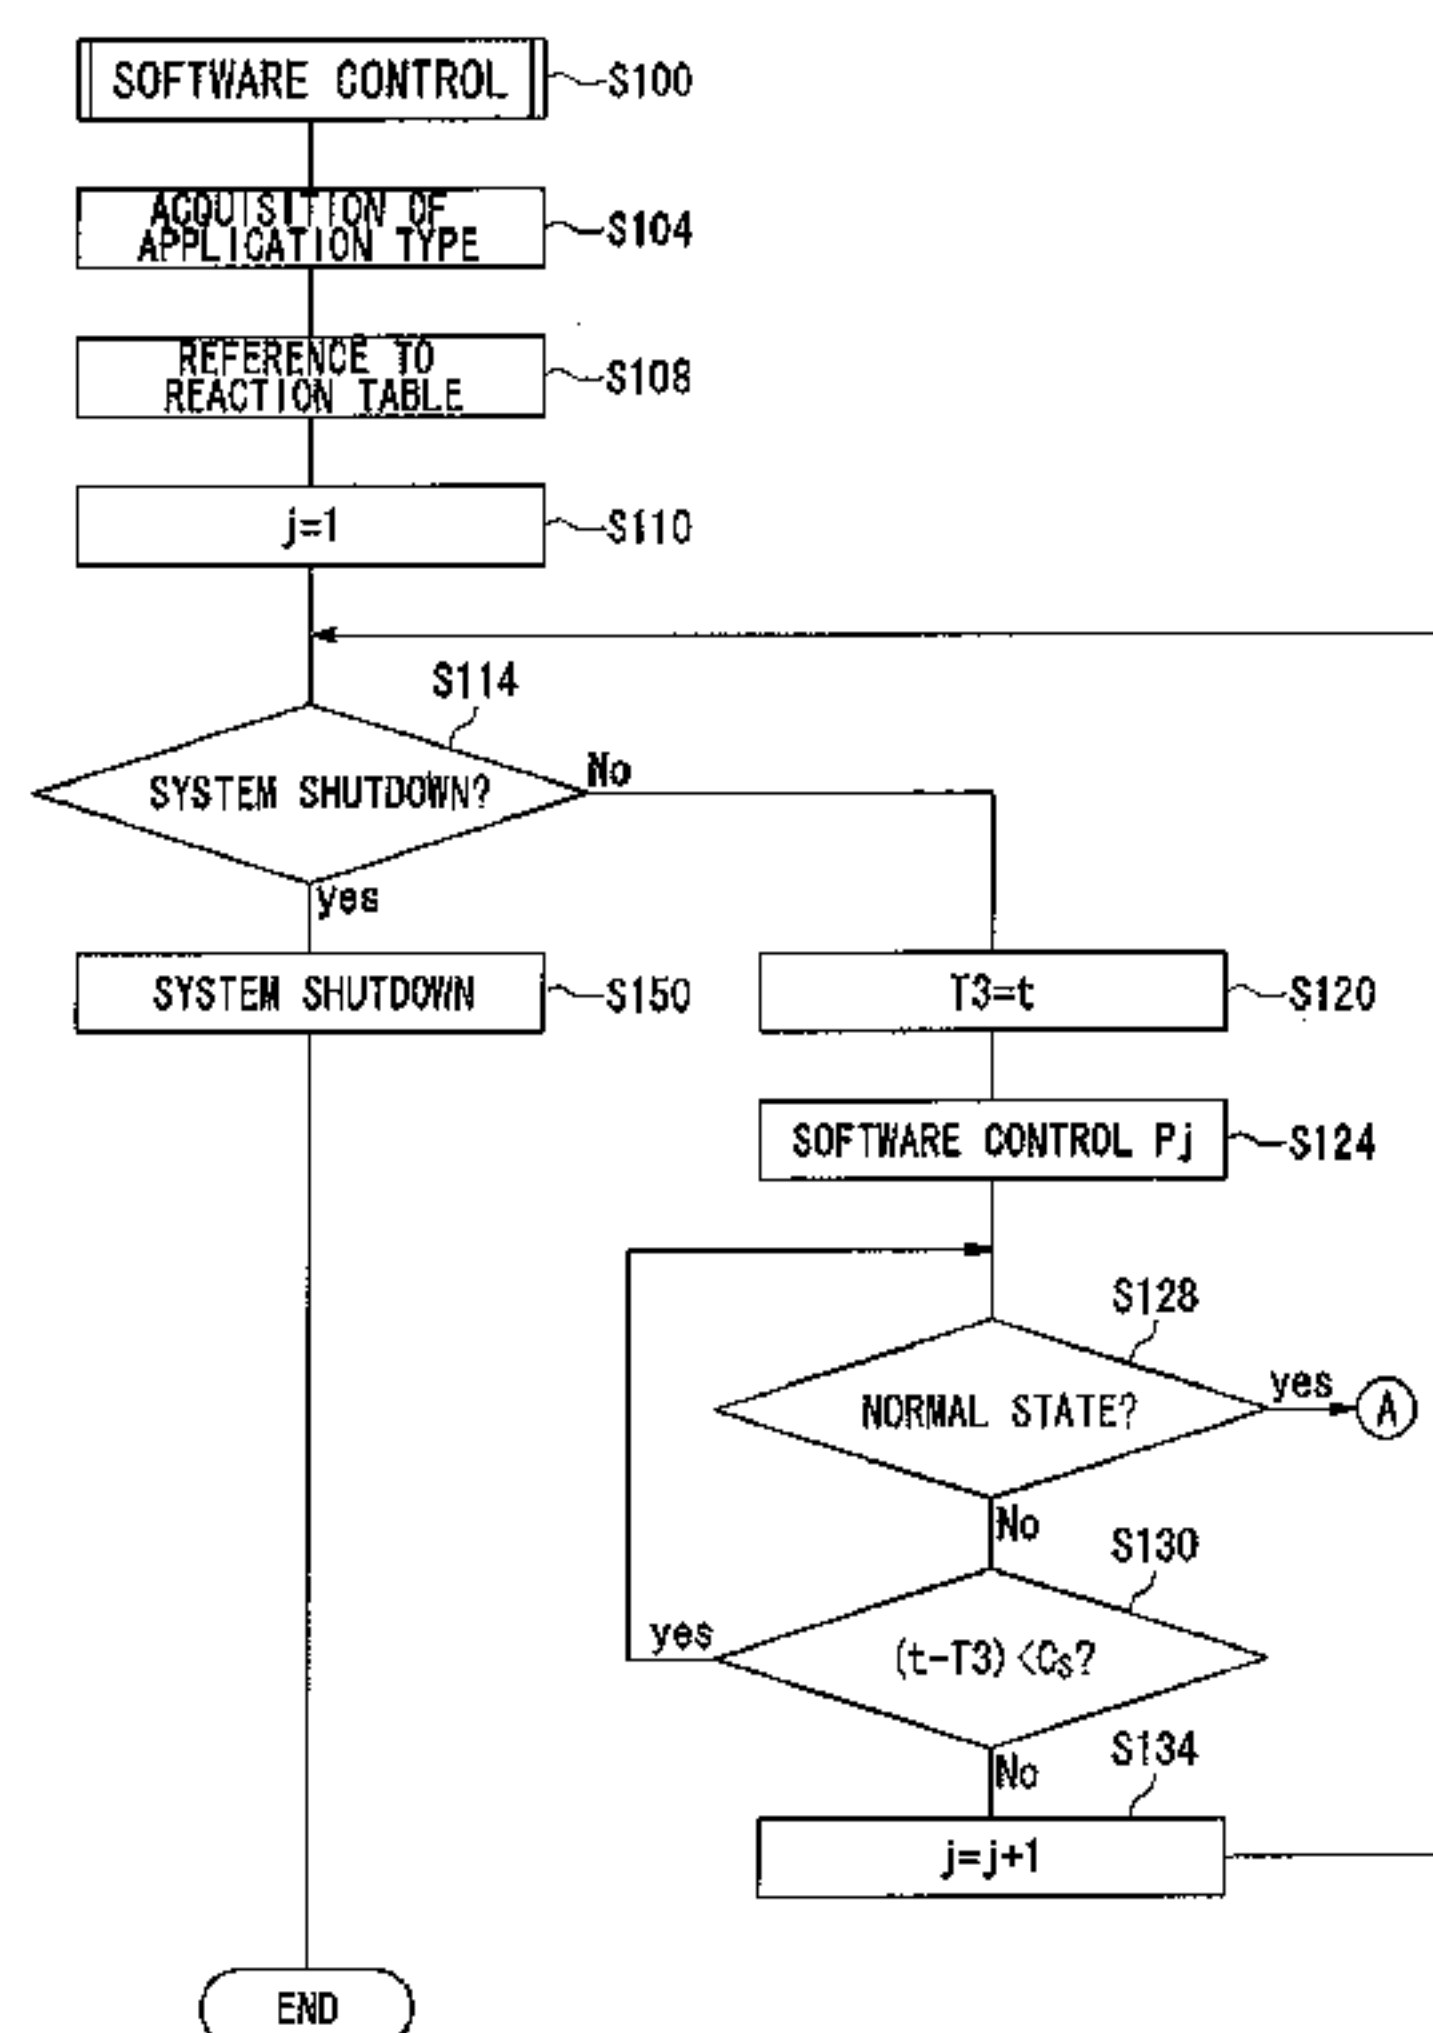 SOFTWARE CONTROL
S100
ACQUISITION OF
APPLICATION TYPE
S104
REFERENCE TO
REACTION TABLE
S108
j=1
S110
S114
SYSTEM SHUTDOWN?
No
yes
SYSTEM SHUTDOWN
S150
T3=t
S120
SOFTWARE CONTROL Pj
S124
S128
NORMAL STATE?
yes
A
No
S130
(t-T3)<Cs?
yes
No
S134
j=j+1
END